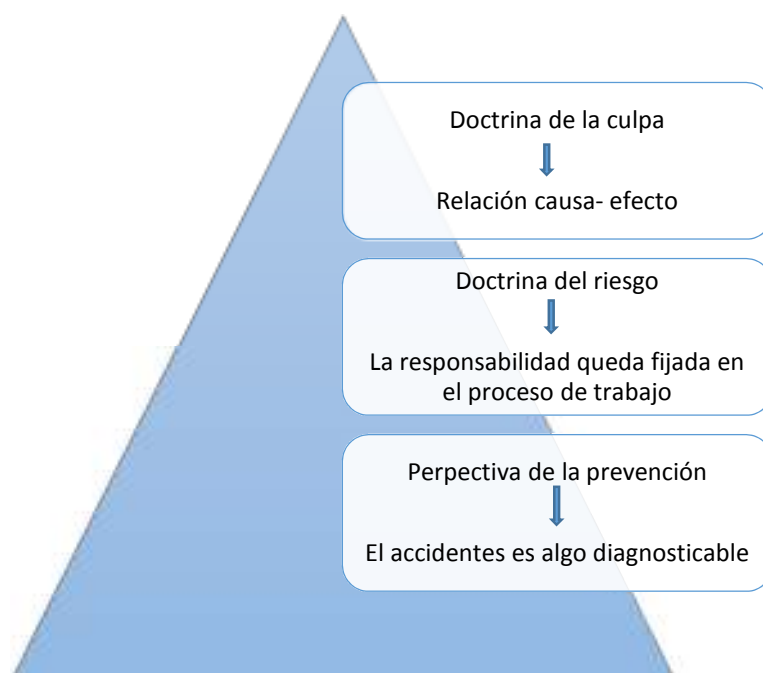 Doctrina de la culpa
Relación causa- efecto
Doctrina del riesgo
La responsabilidad queda fijada en
el proceso de trabajo
Perpectiva de la prevención
El accidentes es algo diagnosticable